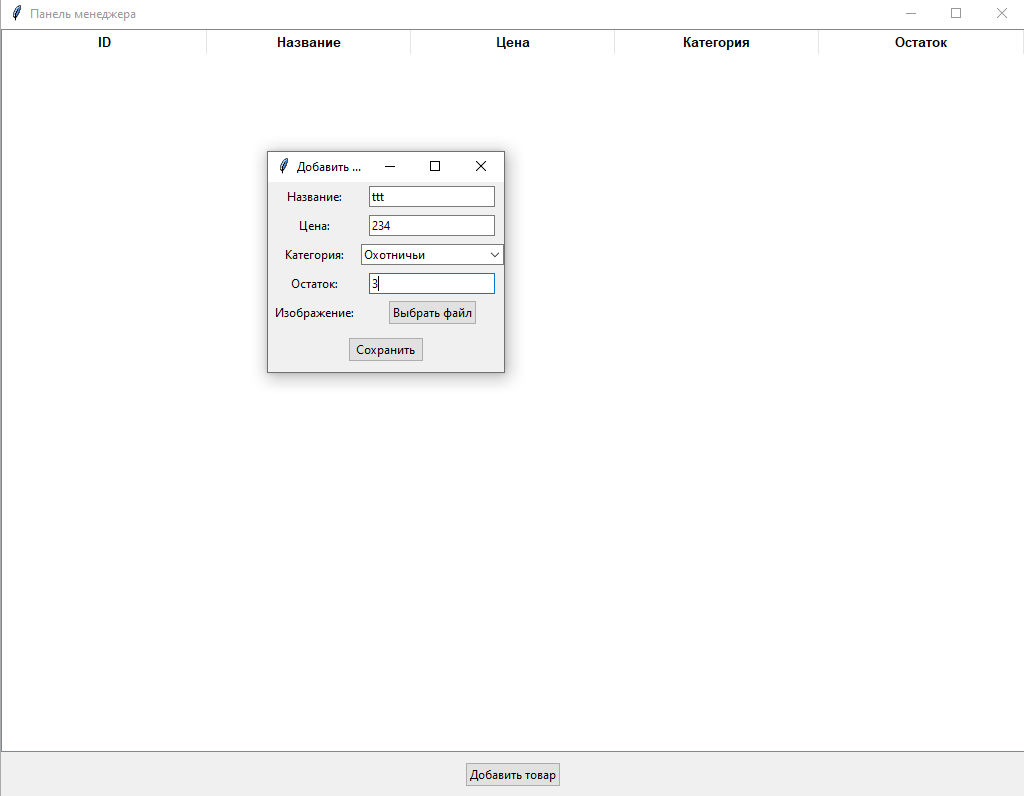 Панель менеджера
ID Название Цена Категория Остаток
Добавить ...
Название: ttt
Цена: 234
Категория: Охотничьи
Остаток: 3
Изображение: Выбрать файл
Сохранить
Добавить товар